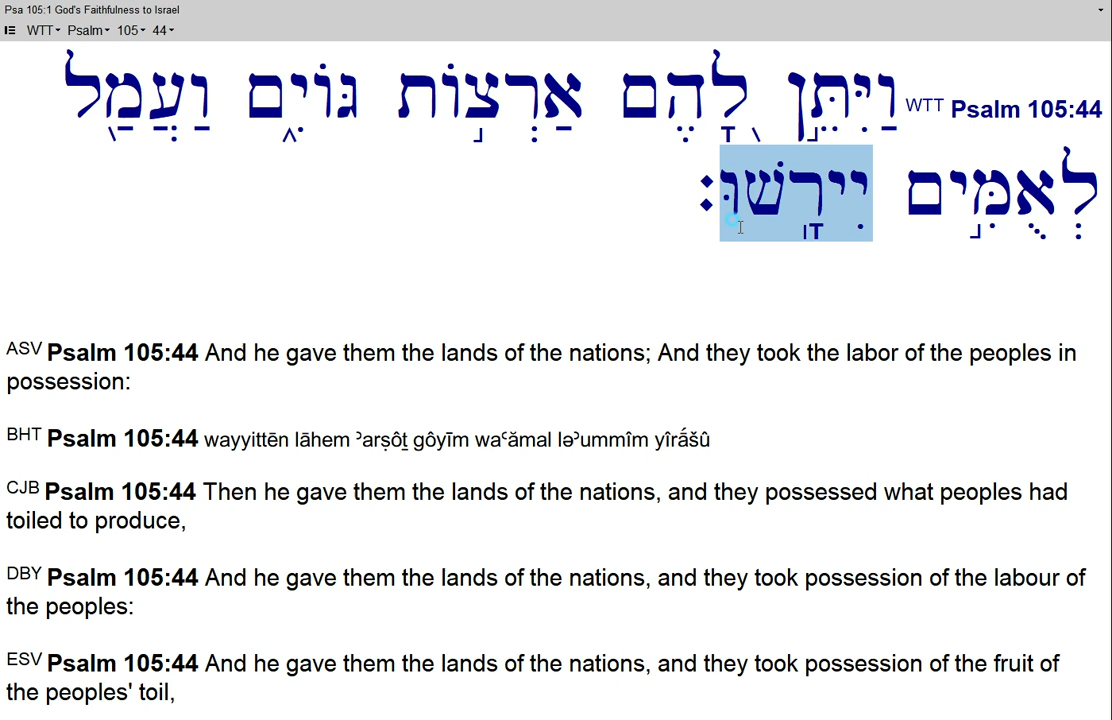 Psa 105:1 God's Faithfulness to Israel
WTT Psalm 105 44
WTT Psalm 105:44 וַיִּתֵּ֣ן לָ֭הֶם אַרְצ֣וֹת גּוֹיִ֑ם וַעֲמַ֖ל
לְאֻמִּ֣ים יִירָֽשׁוּ׃
ASV Psalm 105:44 And he gave them the lands of the nations; And they took the labor of the peoples in
possession:
BHT Psalm 105:44 wayyittēn lāhem ʾarṣôṯ gôyīm waʿămal ləʾummîm yîrā́šû
CJB Psalm 105:44 Then he gave them the lands of the nations, and they possessed what peoples had
toiled to produce,
DBY Psalm 105:44 And he gave them the lands of the nations, and they took possession of the labour of
the peoples:
ESV Psalm 105:44 And he gave them the lands of the nations, and they took possession of the fruit of
the peoples' toil,